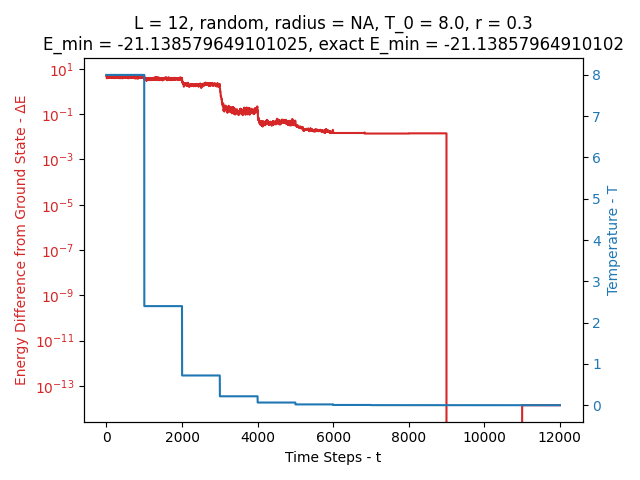 L = 12, random, radius = NA, T_0 = 8.0, r = 0.3
E_min = -21.138579649101025, exact E_min = -21.13857964910102
10¹
10⁻¹
10⁻³
10⁻⁵
10⁻⁷
10⁻⁹
10⁻¹¹
10⁻¹³
Energy Difference from Ground State - ΔE
8
7
6
5
4
3
2
1
0
Temperature - T
0 2000 4000 6000 8000 10000 12000
Time Steps - t